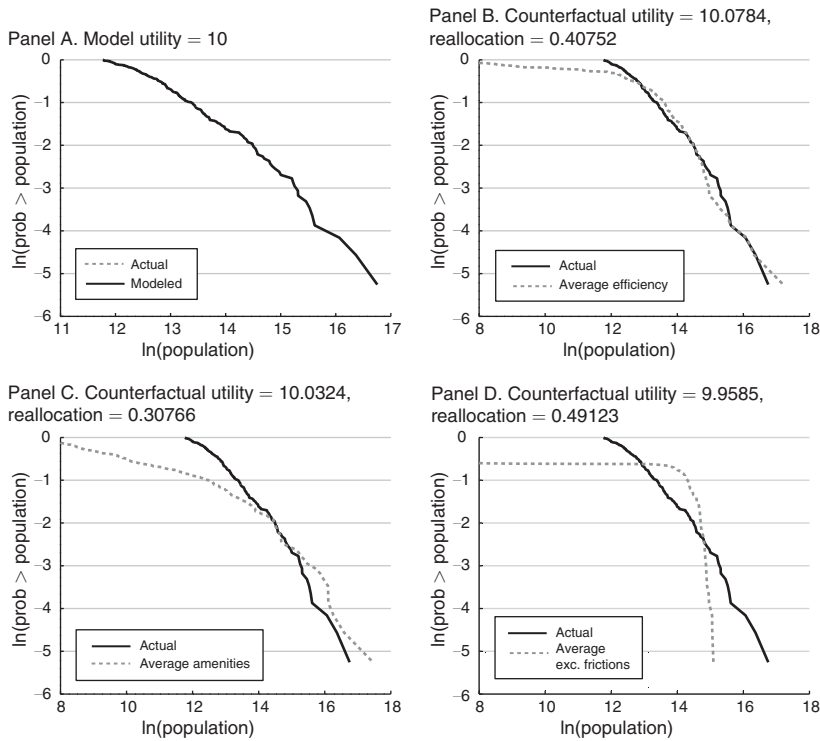 Panel A. Model utility = 10
ln(prob > population)
0
−1
−2
−3
−4
−5
−6
Actual
Modeled
11 12 13 14 15 16 17
ln(population)
Panel B. Counterfactual utility = 10.0784,
reallocation = 0.40752
ln(prob > population)
0
−1
−2
−3
−4
−5
−6
Actual
Average efficiency
8 10 12 14 16 18
ln(population)
Panel C. Counterfactual utility = 10.0324,
reallocation = 0.30766
ln(prob > population)
0
−1
−2
−3
−4
−5
−6
Actual
Average amenities
8 10 12 14 16 18
ln(population)
Panel D. Counterfactual utility = 9.9585,
reallocation = 0.49123
ln(prob > population)
0
−1
−2
−3
−4
−5
−6
Actual
Average
exc. frictions
8 10 12 14 16 18
ln(population)